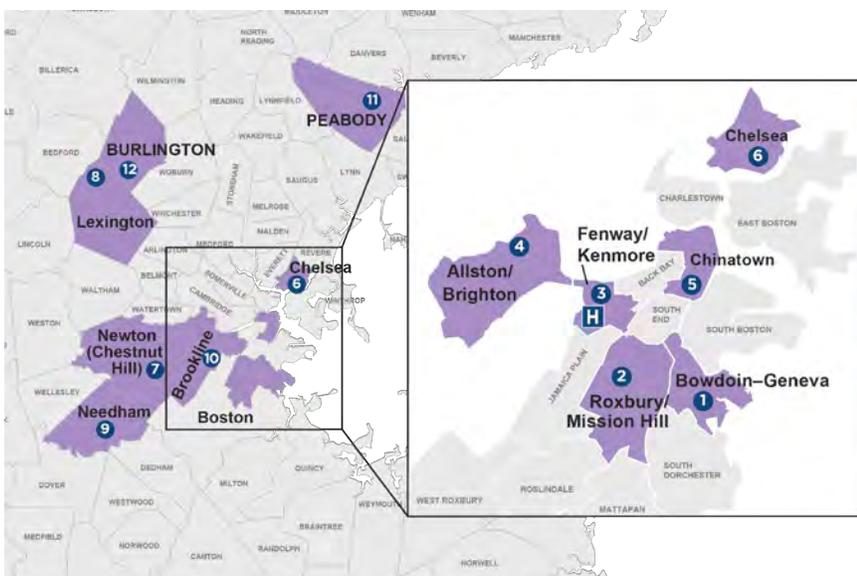 MIDDLETON
WENHAM
NORTH
READING
MANCHESTER
DANVERS
BEVERLY
BILLERICA
WILMINGTON
READING
LYNNFIELD
11
PEABODY
WAKEFIELD
BURLINGTON
BEDFORD
8
12
WOBURN
STONEHAM
SAUGUS
LYNN
Lexington
WINCHESTER
MELROSE
MALDEN
LINCOLN
ARLINGTON
MEDFORD
EVERETT
REVERE
Chelsea
6
BELMONT
SOMERVILLE
CAMBRIDGE
WINTHROP
WALTHAM
WATERTOWN
WESTON
Newton
(Chestnut
Hill)
7
Brookline
10
WELLESLEY
Needham
9
Boston
DEDHAM
DOVER
MILTON
QUINCY
WEYMOUTH
WESTWOOD
BRAINTREE
MEDFIELD
NORWOOD
CANTON
RANDOLPH
NORWELL
Chelsea
6
CHARLESTOWN
EAST BOSTON
Fenway/
Kenmore
4
Allston/
Brighton
BACK BAY
Chinatown
3
5
H
SOUTH
END
SOUTH BOSTON
JAMAICA PLAIN
2
Roxbury/
Mission Hill
Bowdoin–Geneva
1
SOUTH
DORCHESTER
WEST ROXBURY
ROSLINDALE
MATTAPAN